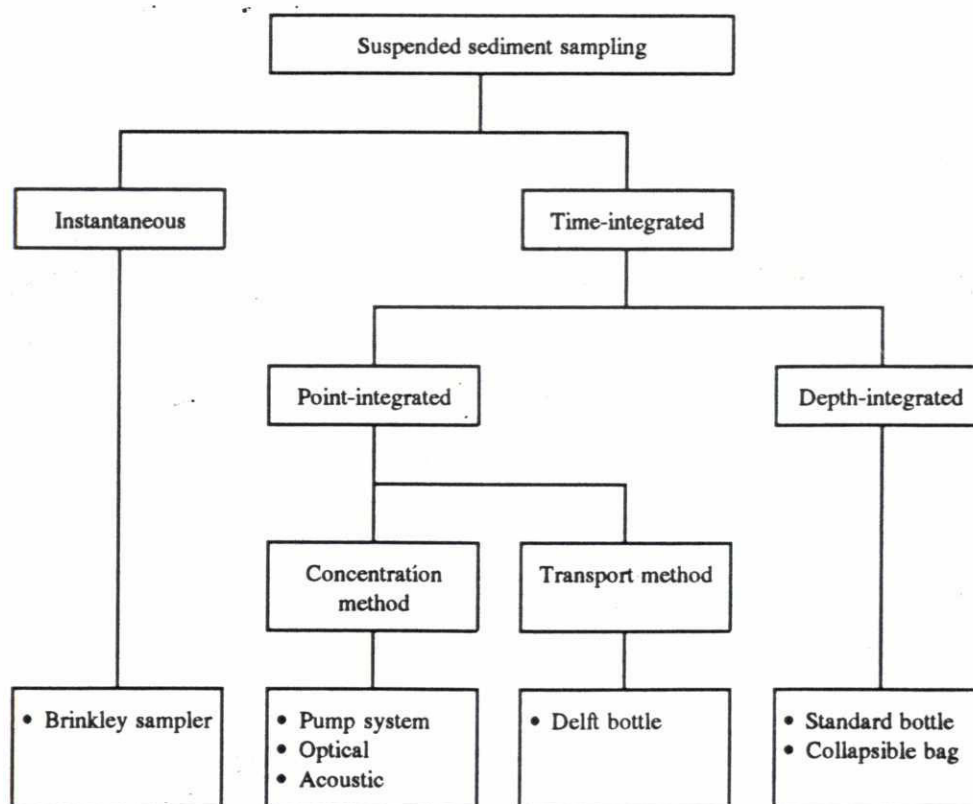 Suspended sediment sampling
Instantaneous
Time-integrated
Point-integrated
Depth-integrated
Concentration
method
Transport method
• Brinkley sampler
• Pump system
• Optical
• Acoustic
• Delft bottle
• Standard bottle
• Collapsible bag